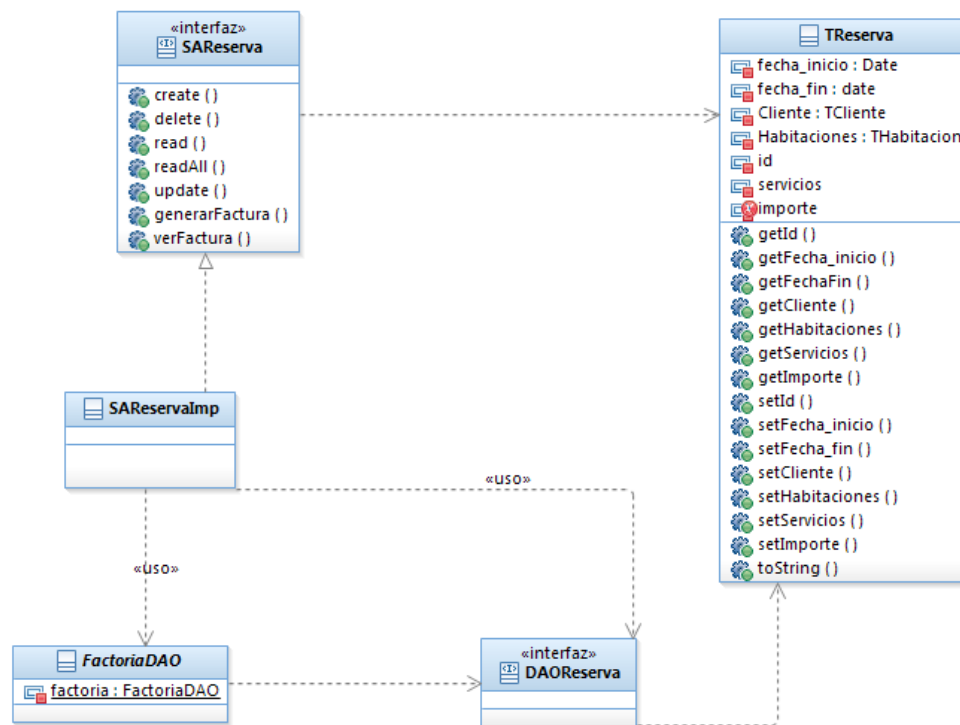 «interfaz»
SAReserva
create ( )
delete ( )
read ( )
readAll ( )
update ( )
generarFactura ( )
verFactura ( )
TReserva
fecha_inicio : Date
fecha_fin : date
Cliente : TCliente
Habitaciones : THabitacion
id
servicios
importe
getId ( )
getFecha_inicio ( )
getFechaFin ( )
getCliente ( )
getHabitaciones ( )
getServicios ( )
getImporte ( )
setId ( )
setFecha_inicio ( )
setFecha_fin ( )
setCliente ( )
setHabitaciones ( )
setServicios ( )
setImporte ( )
toString ( )
SAReservaImp
«uso»
«uso»
FactoriaDAO
factoria : FactoriaDAO
«interfaz»
DAOReserva